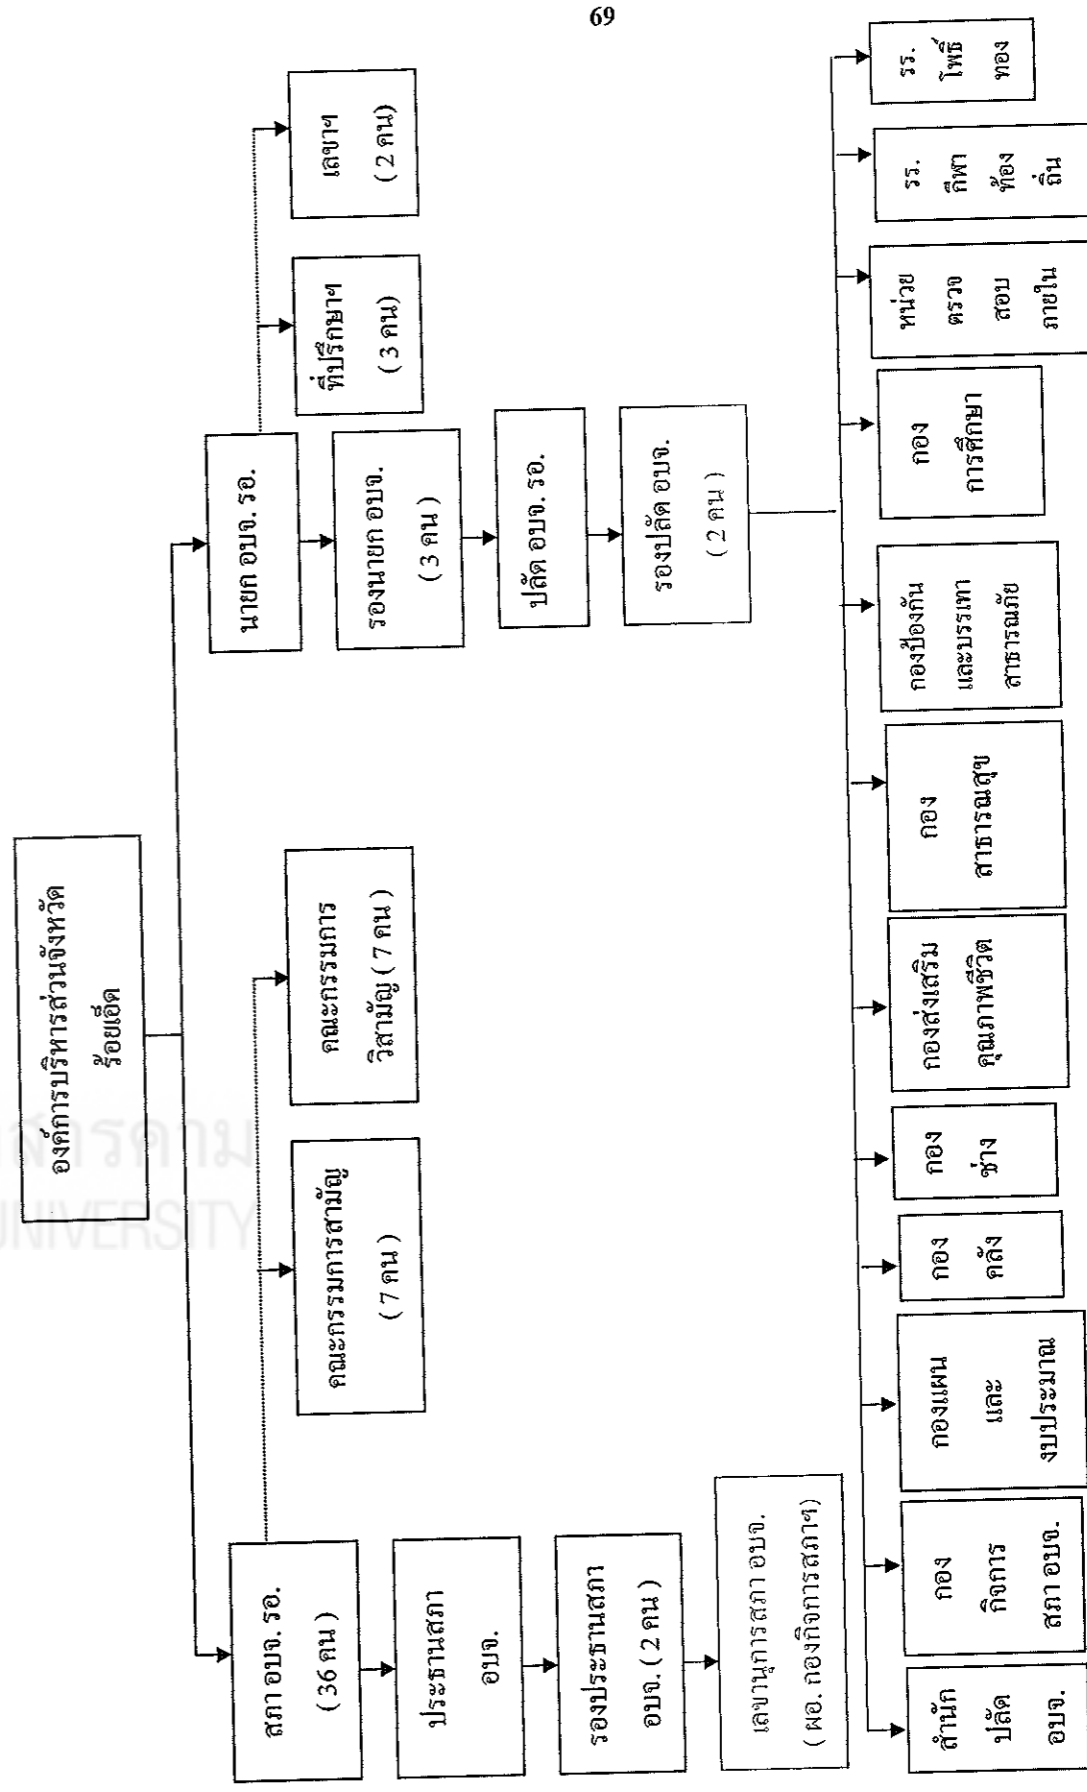 69
องค์การบริหารส่วนจังหวัด
ร้อยเอ็ด
สภา อบจ. รอ.
( 36 คน )
ประธานสภา
อบจ.
รองประธานสภา
อบจ. ( 2 คน )
เลขานุการสภา อบจ.
( ผอ. กองกิจการสภาฯ)
คณะกรรมการสามัญ
( 7 คน )
คณะกรรมการ
วิสามัญ ( 7 คน )
นายก อบจ. รอ.
รองนายก อบจ.
( 3 คน )
ปลัด อบจ. รอ.
รองปลัด อบจ.
( 2 คน )
ที่ปรึกษาฯ
( 3 คน)
เลขาฯ
( 2 คน )
สำนัก
ปลัด
อบจ.
กอง
กิจการ
สภา อบจ.
กองแผน
และ
งบประมาณ
กอง
คลัง
กอง
ช่าง
กองส่งเสริม
คุณภาพชีวิต
กอง
สาธารณสุข
กองป้องกัน
และบรรเทา
สาธารณภัย
กอง
การศึกษา
หน่วย
ตรวจ
สอบ
ภายใน
รร.
กีฬา
ท้อง
ถิ่น
รร.
โพธิ์
ทอง
สารคาม
UNIVERSITY